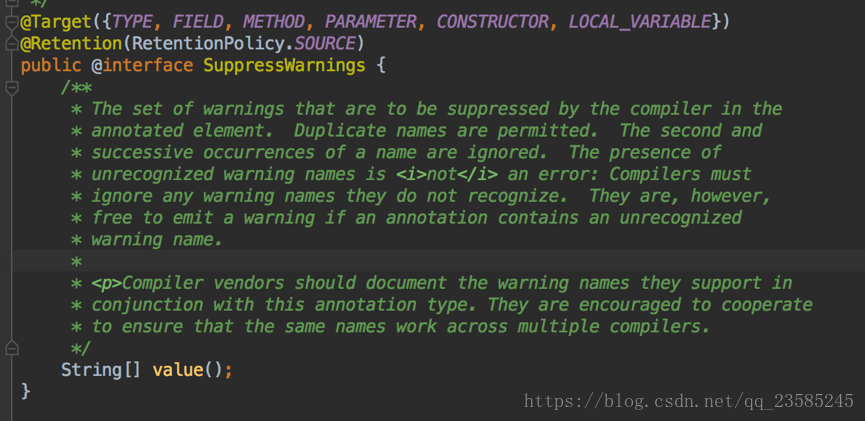 */
@Target({TYPE, FIELD, METHOD, PARAMETER, CONSTRUCTOR, LOCAL_VARIABLE})
@Retention(RetentionPolicy.SOURCE)
public @interface SuppressWarnings {
    /**
     * The set of warnings that are to be suppressed by the compiler in the
     * annotated element.  Duplicate names are permitted.  The second and
     * successive occurrences of a name are ignored.  The presence of
     * unrecognized warning names is <i>not</i> an error: Compilers must
     * ignore any warning names they do not recognize.  They are, however,
     * free to emit a warning if an annotation contains an unrecognized
     * warning name.
     *
     * <p>Compiler vendors should document the warning names they support in
     * conjunction with this annotation type. They are encouraged to cooperate
     * to ensure that the same names work across multiple compilers.
     */
    String[] value();
}
https://blog.csdn.net/qq_23585245